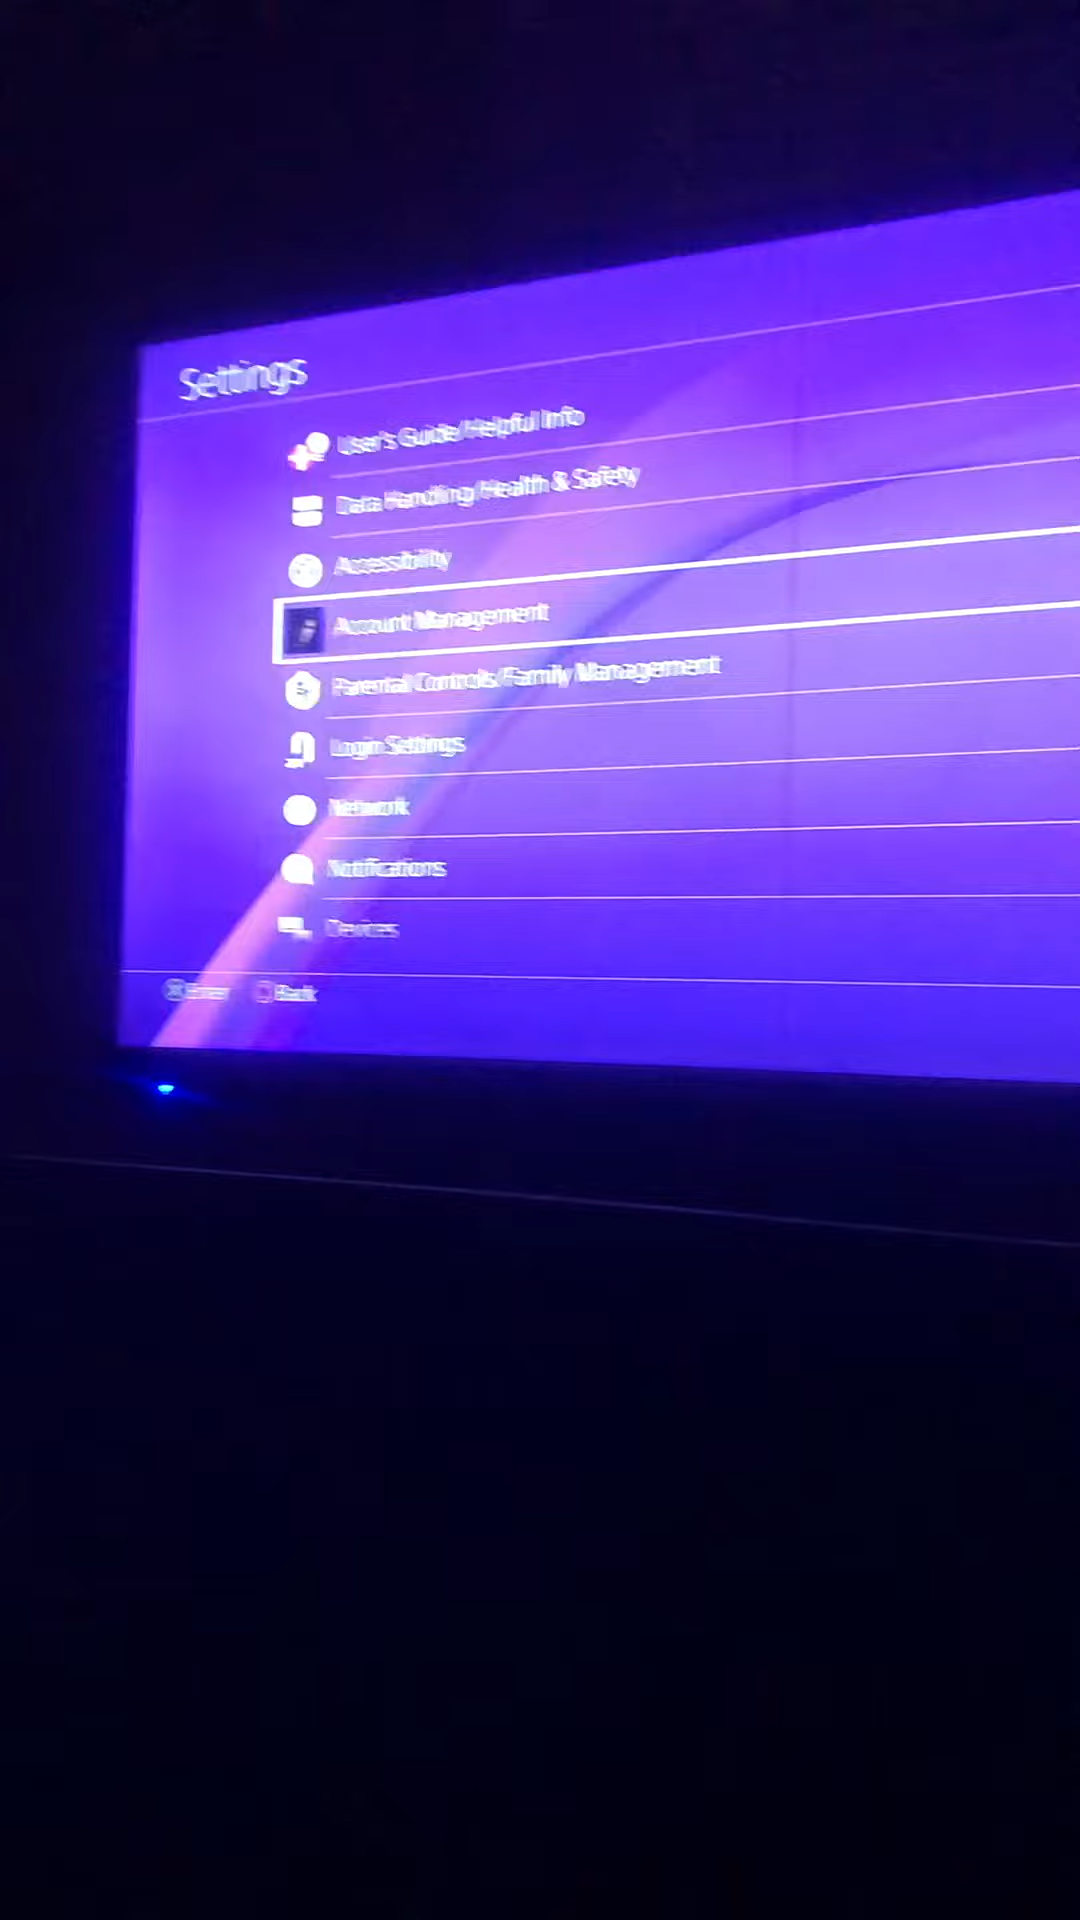 Settings
User's Guide/Helpful Info
Data Handling/Health & Safety
Accessibility
Account Management
Parental Controls/Family Management
Login Settings
Network
Notifications
Devices
Enter Back